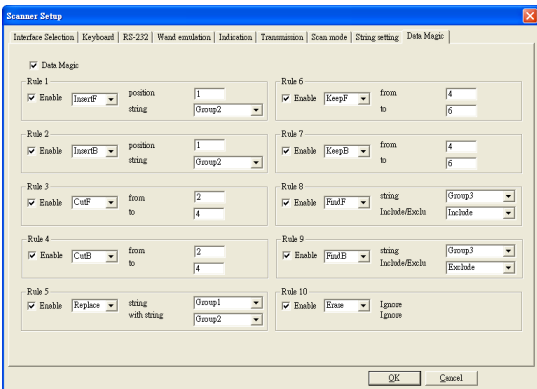 Scanner Setup
Interface Selection Keyboard RS-232 Wand emulation Indication Transmission Scan mode String setting Data Magic
Data Magic
Rule 1
Enable InsertF position 1
string Group2
Rule 2
Enable InsertB position 1
string Group2
Rule 3
Enable CutF from 2
to 4
Rule 4
Enable CutB from 2
to 4
Rule 5
Enable Replace string Group1
with string Group2
Rule 6
Enable KeepF from 4
to 6
Rule 7
Enable KeepB from 4
to 6
Rule 8
Enable FindF string Group3
Include/Exclu Include
Rule 9
Enable FindB string Group3
Include/Exclu Exclude
Rule 10
Enable Erase Ignore
Ignore
OK Cancel